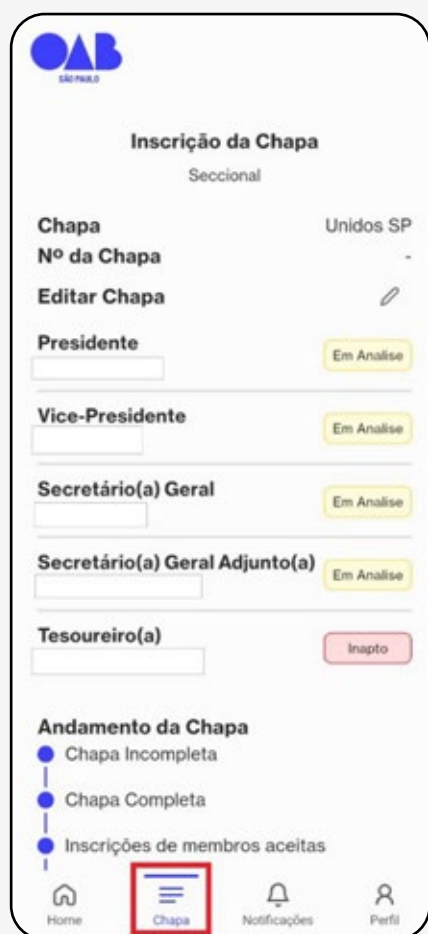 OAB
SÃO PAULO
Inscrição da Chapa
Seccional
Chapa Unidos SP
Nº da Chapa -
Editar Chapa
Presidente
Em Analise
Vice-Presidente
Em Analise
Secretário(a) Geral
Em Analise
Secretário(a) Geral Adjunto(a)
Em Analise
Tesoureiro(a)
Inapto
Andamento da Chapa
Chapa Incompleta
Chapa Completa
Inscrições de membros aceitas
Home Chapa Notificações Perfil